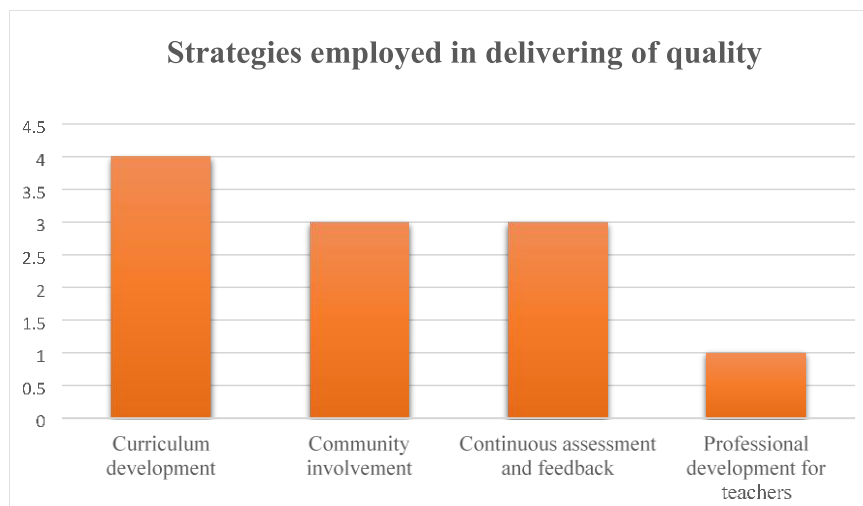 Strategies employed in delivering of quality
4.5
4
3.5
3
2.5
2
1.5
1
0.5
0
Curriculum
development
Community
involvement
Continuous assessment
and feedback
Professional
development for
teachers